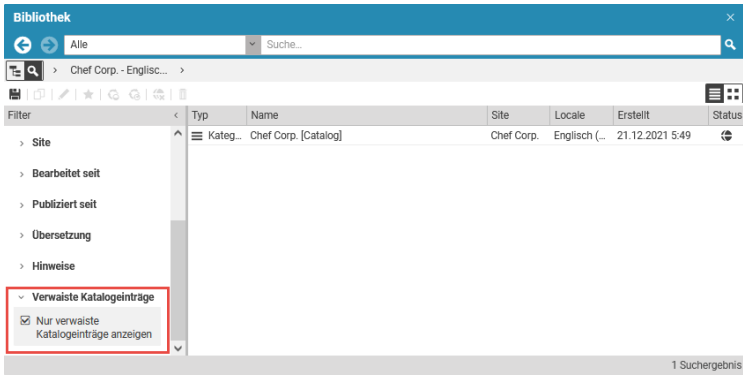 Bibliothek
Alle Suche...
Chef Corp. - Englisc...
Filter Typ Name Site Locale Erstellt Status
Kateg... Chef Corp. [Catalog] Chef Corp. Englisch (... 21.12.2021 5:49
Site
Bearbeitet seit
Publiziert seit
Übersetzung
Hinweise
Verwaiste Katalogeinträge
Nur verwaiste
Katalogeinträge anzeigen
1 Suchergebnis